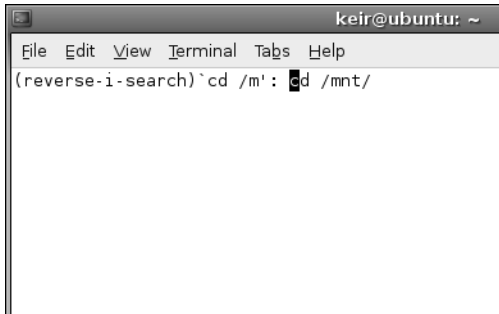 keir@ubuntu: ~
File Edit View Terminal Tabs Help
(reverse-i-search)`cd /m': cd /mnt/